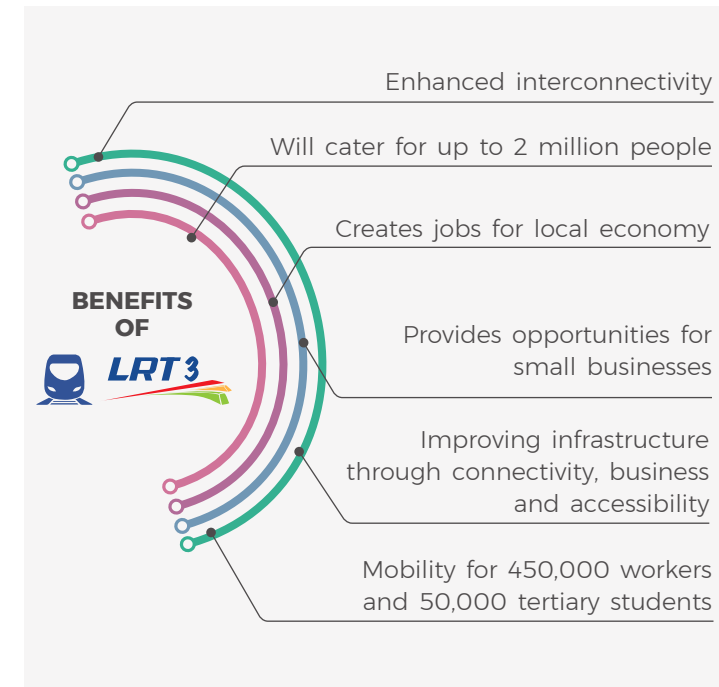 Enhanced interconnectivity
Will cater for up to 2 million people
Creates jobs for local economy
BENEFITS
OF
LRT 3
Provides opportunities for
small businesses
Improving infrastructure
through connectivity, business
and accessibility
Mobility for 450,000 workers
and 50,000 tertiary students